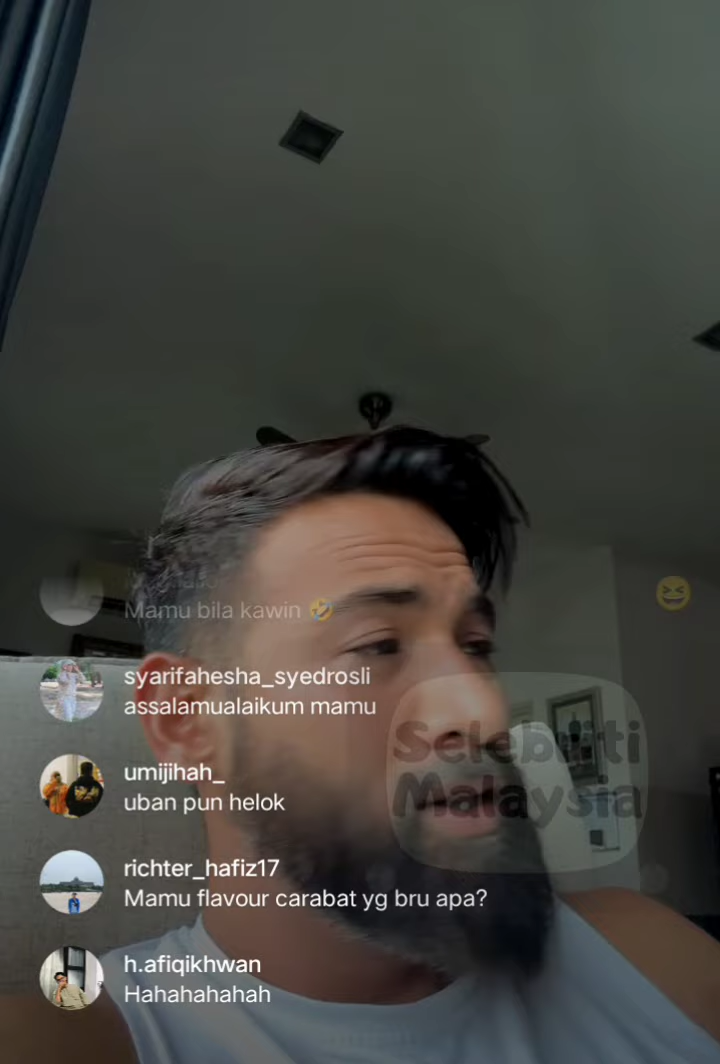 Mamu bila kawin 🤣
syarifahesha_syedrosli
assalamualaikum mamu
Selebriti
Malaysia
umijihah_
uban pun helok
richter_hafiz17
Mamu flavour carabat yg bru apa?
h.afiqikhwan
Hahahahahah